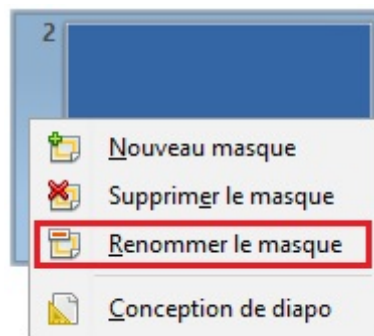 2
Nouveau masque
Supprimer le masque
Renommer le masque
Conception de diapo